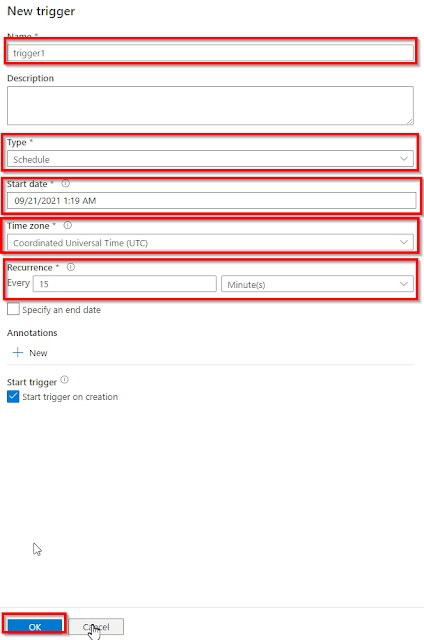 New trigger
Name *
trigger1
Description
Type *
Schedule
Start date *
09/21/2021 1:19 AM
Time zone *
Coordinated Universal Time (UTC)
Recurrence *
Every 15 Minute(s)
Specify an end date
Annotations
New
Start trigger
Start trigger on creation
OK Cancel